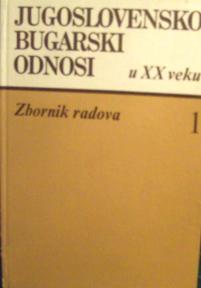 JUGOSLOVENSKO
BUGARSKI
ODNOSI
u XX veku
Zbornik radova
1